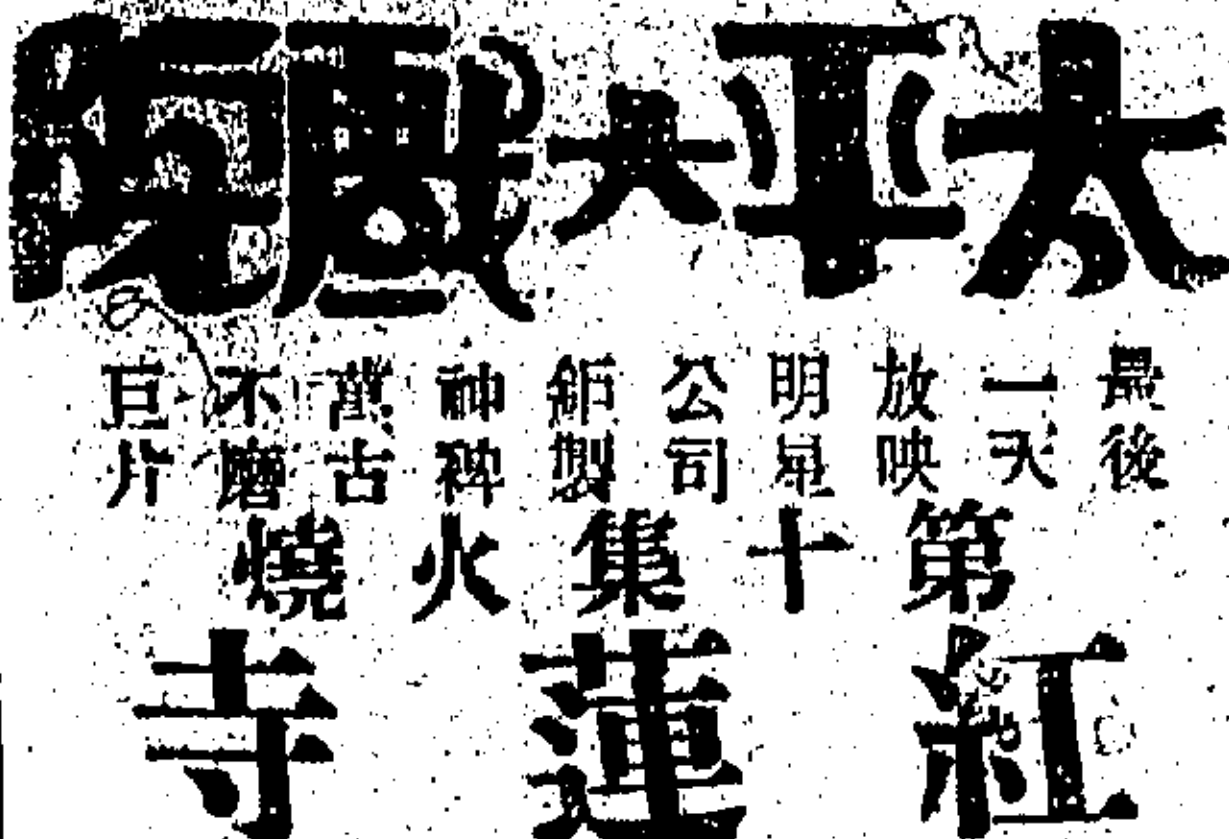 太平大戲院
最後一天放映明星公司鉅製神秘萬古不磨巨片
第十集火燒
紅蓮寺